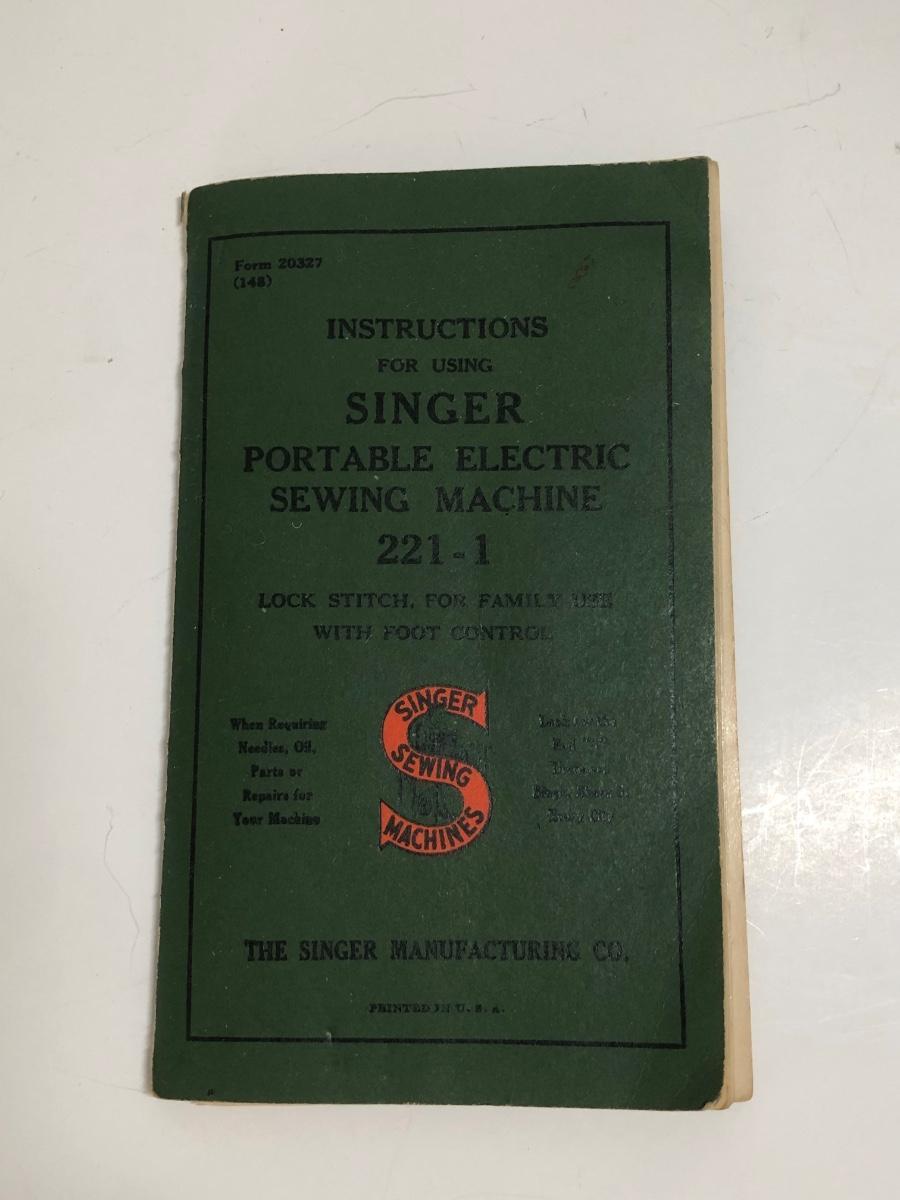 Form 20327
(148)
INSTRUCTIONS
FOR USING
SINGER
PORTABLE ELECTRIC
SEWING MACHINE
221-1
LOCK STITCH, FOR FAMILY USE
WITH FOOT CONTROL
When Requiring
Needles, Oil,
Parts or
Repairs for
Your Machine
SINGER
SEWING
MACHINES
Every City
THE SINGER MANUFACTURING CO.
PRINTED IN U. S. A.